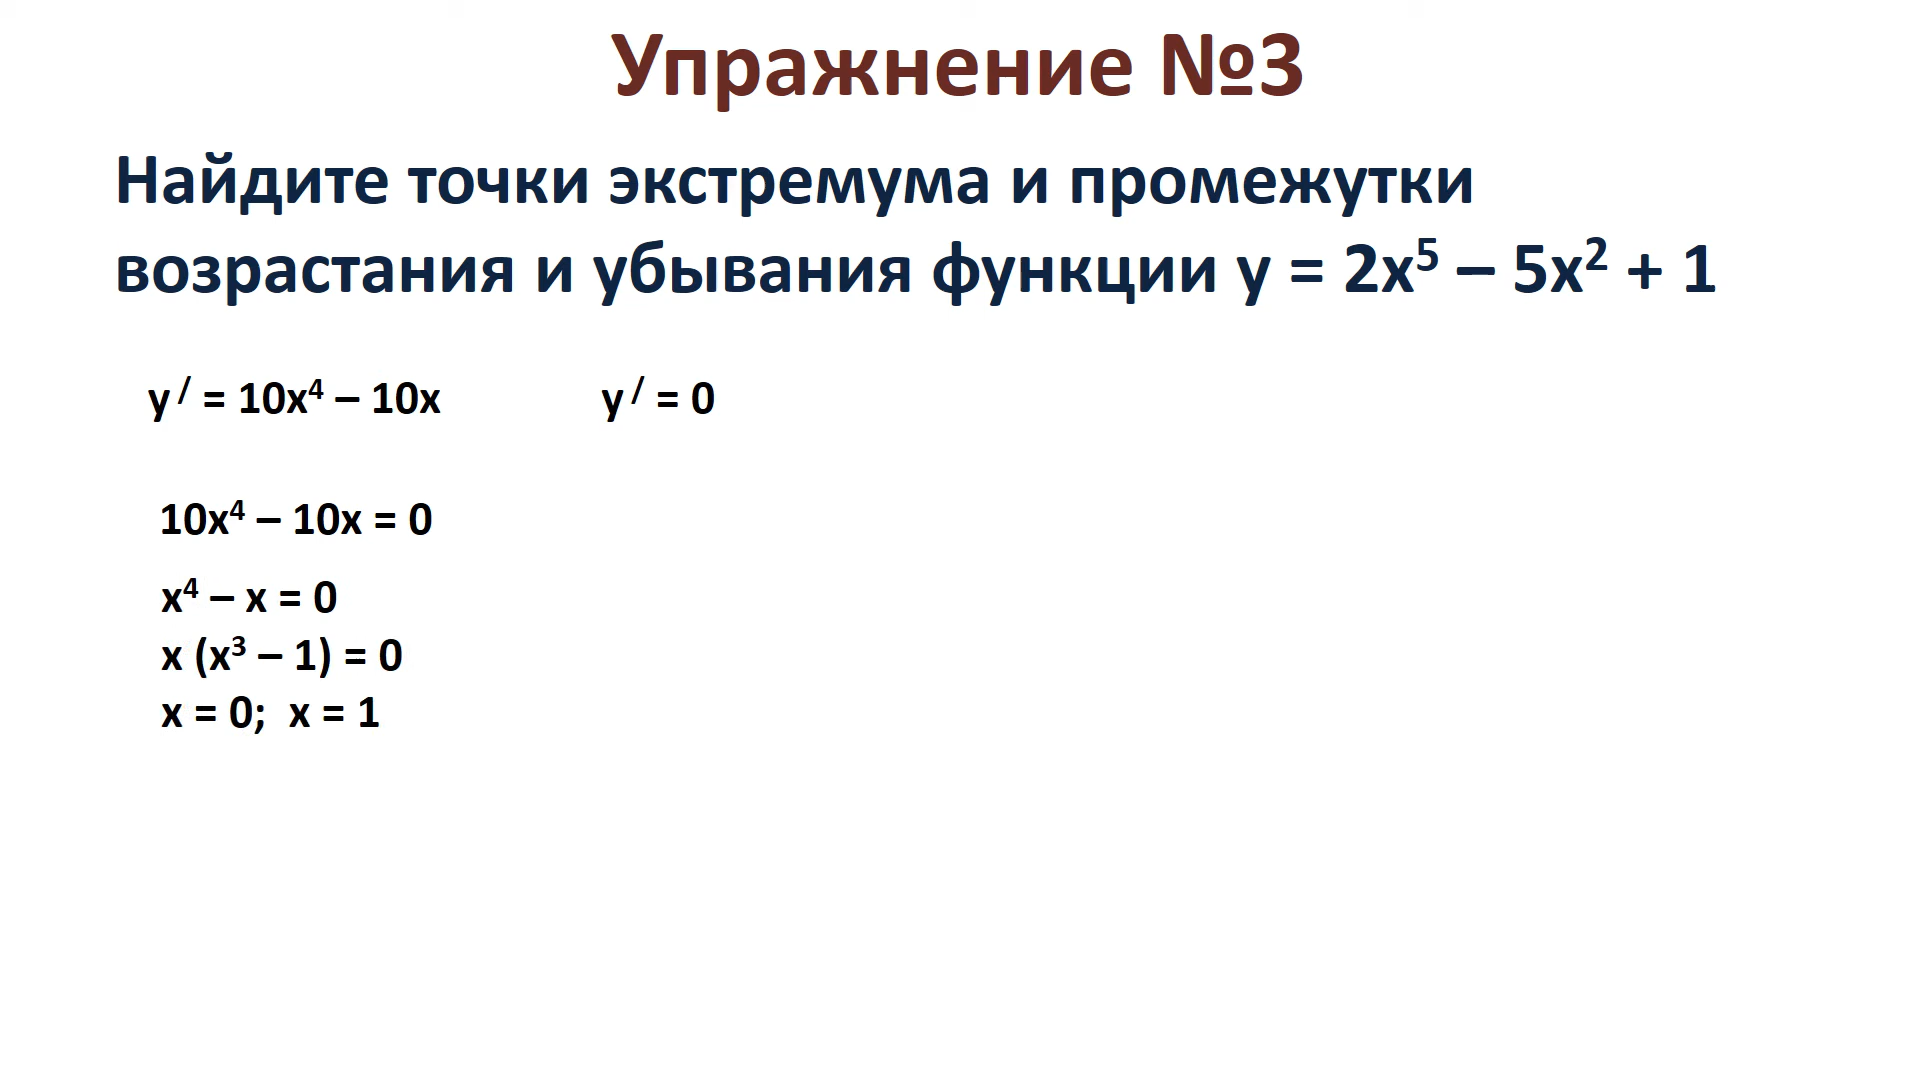 Упражнение №3
Найдите точки экстремума и промежутки
возрастания и убывания функции y = 2x⁵ – 5x² + 1
y ʹ = 10x⁴ – 10x y ʹ = 0
10x⁴ – 10x = 0
x⁴ – x = 0
x (x³ – 1) = 0
x = 0; x = 1